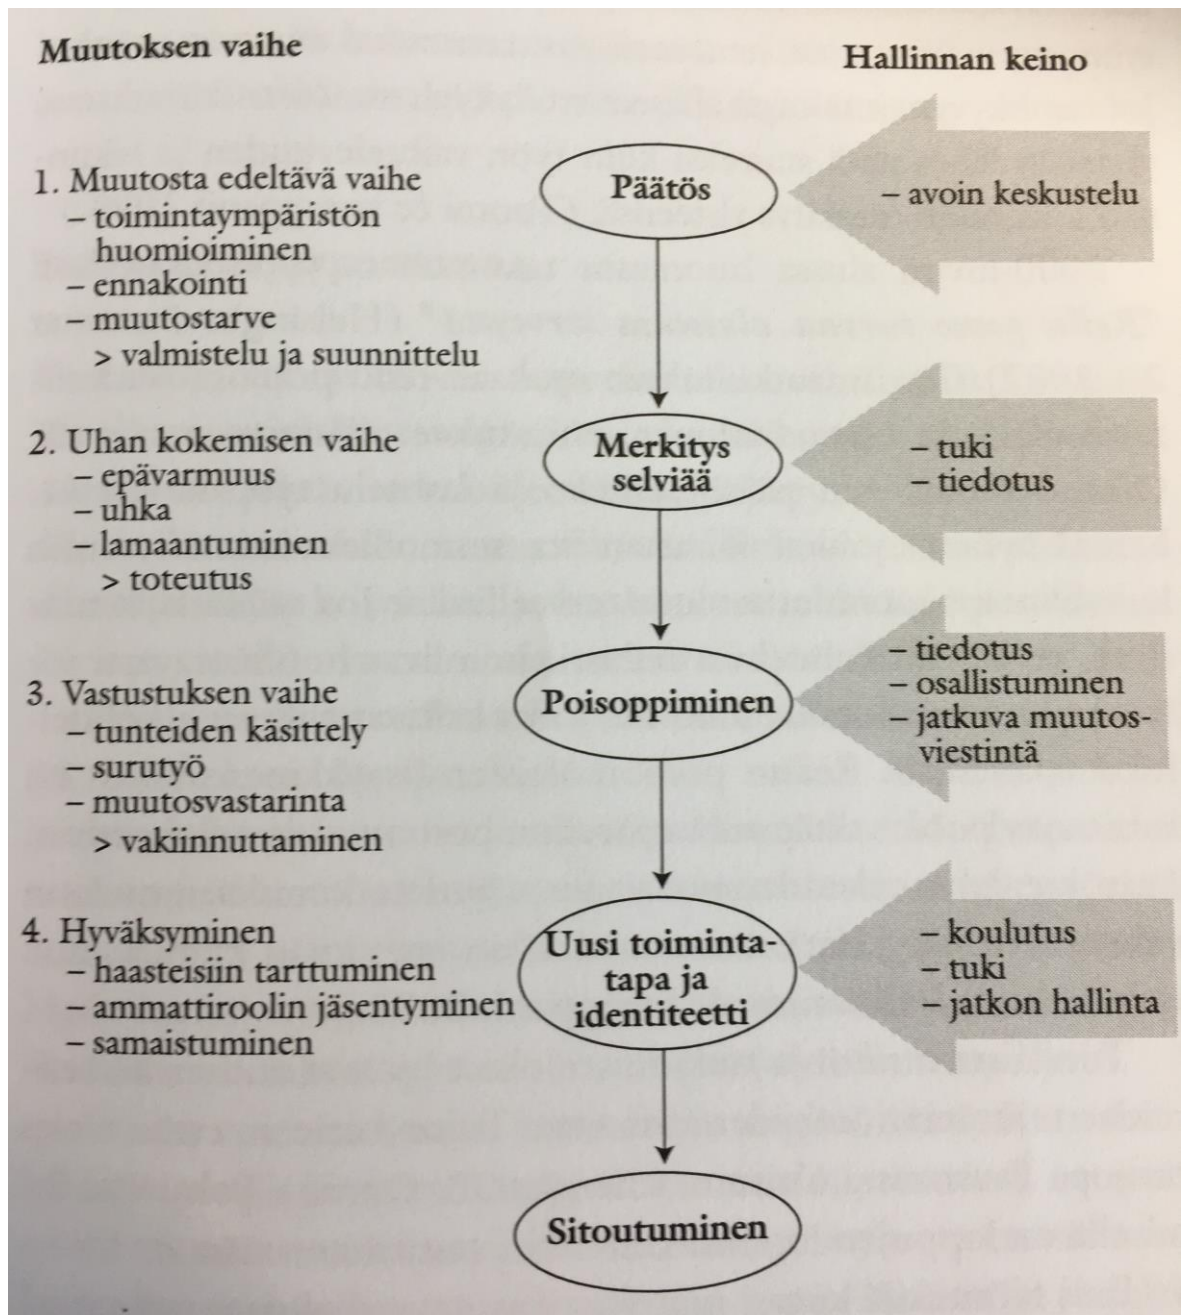 Muutoksen vaihe
Hallinnan keino
1. Muutosta edeltävä vaihe
– toimintaympäristön
huomioiminen
– ennakointi
– muutostarve
> valmistelu ja suunnittelu
Päätös
– avoin keskustelu
2. Uhan kokemisen vaihe
– epävarmuus
– uhka
– lamaantuminen
> toteutus
Merkitys
selviää
– tuki
– tiedotus
3. Vastustuksen vaihe
– tunteiden käsittely
– surutyö
– muutosvastarinta
> vakiinnuttaminen
Poisoppiminen
– tiedotus
– osallistuminen
– jatkuva muutos-
viestintä
4. Hyväksyminen
– haasteisiin tarttuminen
– ammattiroolin jäsentyminen
– samaistuminen
Uusi toiminta-
tapa ja
identiteetti
– koulutus
– tuki
– jatkon hallinta
Sitoutuminen